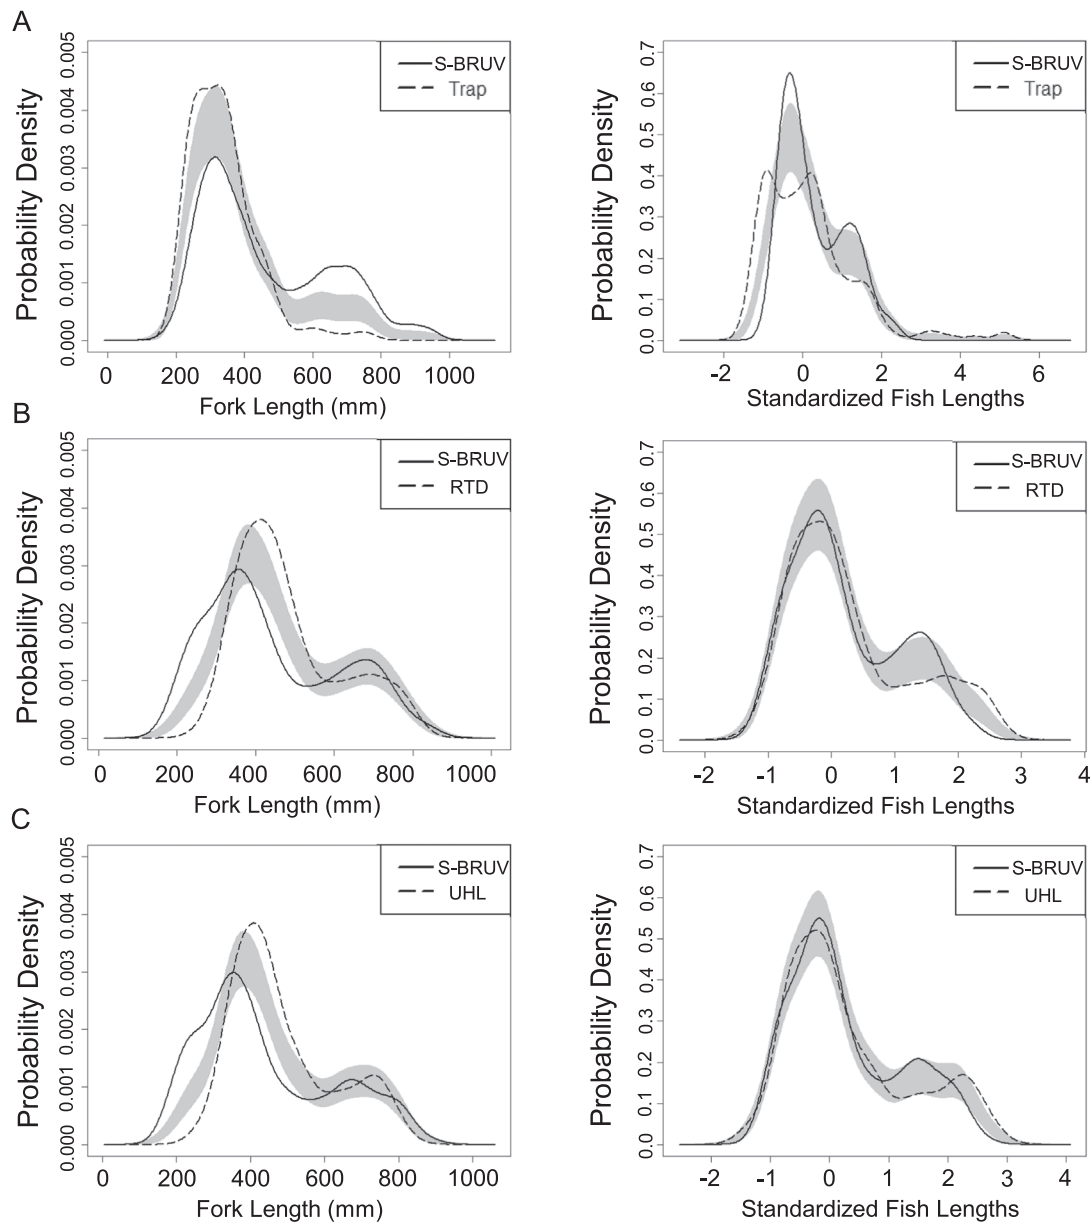 A
Probability Density
0.005
0.004
0.003
0.002
0.001
0.000
S-BRUV
Trap
0 200 400 600 800 1000
Fork Length (mm)
Probability Density
0.7
0.6
0.5
0.4
0.3
0.2
0.1
0.0
S-BRUV
Trap
-2 0 2 4 6
Standardized Fish Lengths
B
Probability Density
0.005
0.004
0.003
0.002
0.001
0.000
S-BRUV
RTD
0 200 400 600 800 1000
Fork Length (mm)
Probability Density
0.7
0.6
0.5
0.4
0.3
0.2
0.1
0.0
S-BRUV
RTD
-2 -1 0 1 2 3 4
Standardized Fish Lengths
C
Probability Density
0.005
0.004
0.003
0.002
0.001
0.000
S-BRUV
UHL
0 200 400 600 800 1000
Fork Length (mm)
Probability Density
0.7
0.6
0.5
0.4
0.3
0.2
0.1
0.0
S-BRUV
UHL
-2 -1 0 1 2 3 4
Standardized Fish Lengths